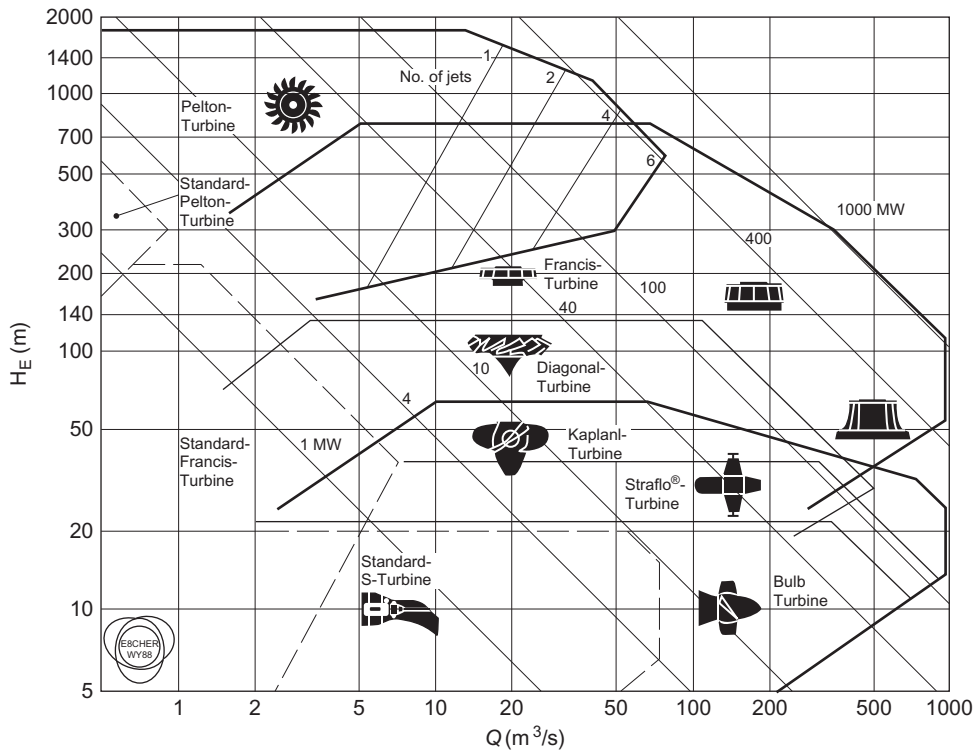 2000
1400
1000
700
500
300
200
140
100
50
20
10
5
H_E (m)
No. of jets
1
2
4
6
Pelton-
Turbine
Standard-
Pelton-
Turbine
1000 MW
400
100
40
10
4
1 MW
Francis-
Turbine
Diagonal-
Turbine
Kaplanl-
Turbine
Standard-
Francis-
Turbine
Straflo®-
Turbine
Standard-
S-Turbine
Bulb
Turbine
E8CHER
WY88
1 2 5 10 20 50 100 200 500 1000
Q (m³/s)